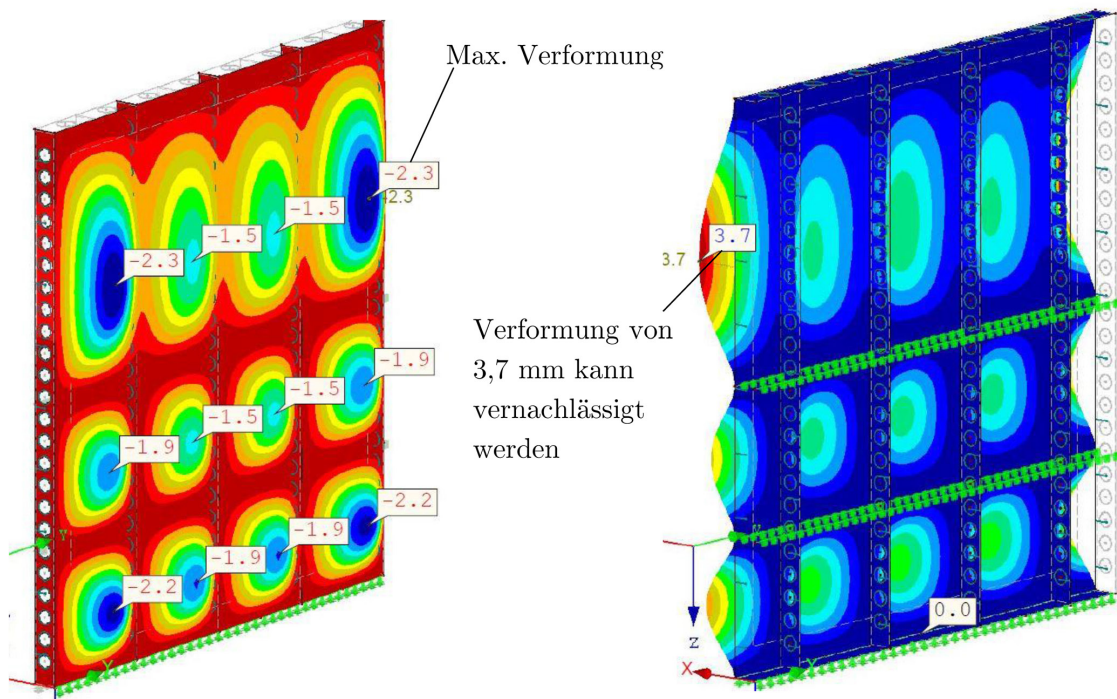 Max. Verformung
-2.3
2.3
-1.5
-1.5
-2.3
-1.9
-1.5
-1.5
-1.9
-2.2
-1.9
-1.9
-2.2
Y
Y
3.7
3.7
Verformung von
3,7 mm kann
vernachlässigt
werden
0.0
Z
X
Y